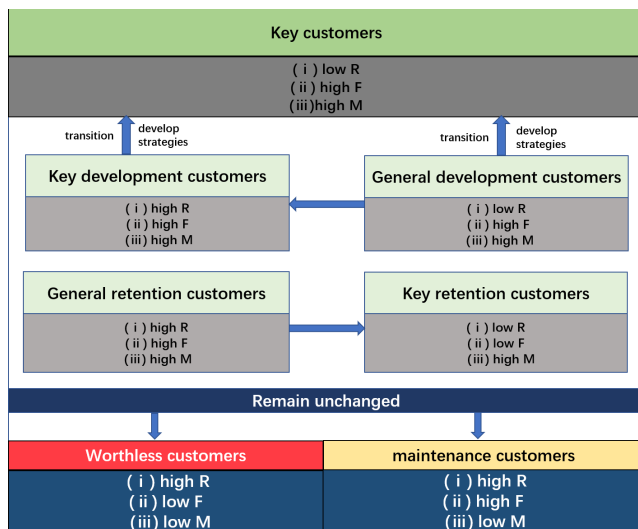 Key customers
( i ) low R
(ii) high F
(iii)high M
transition
develop
strategies
transition
develop
strategies
Key development customers
( i ) high R
(ii) high F
(iii) high M
General development customers
( i ) low R
(ii) high F
(iii) high M
General retention customers
( i ) high R
(ii) high F
(iii) high M
Key retention customers
( i ) low R
(ii) low F
(iii) high M
Remain unchanged
Worthless customers
( i ) high R
(ii) low F
(iii) low M
maintenance customers
( i ) high R
(ii) high F
(iii) low M